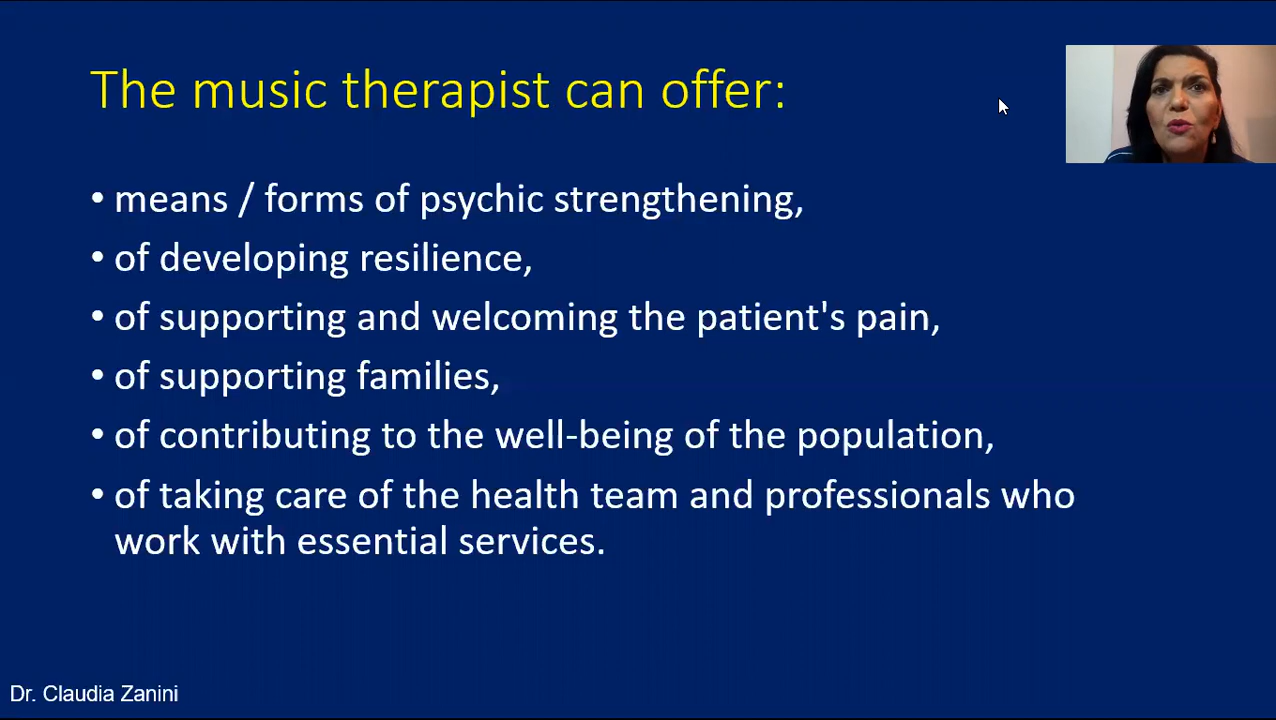 The music therapist can offer:
• means / forms of psychic strengthening,
• of developing resilience,
• of supporting and welcoming the patient's pain,
• of supporting families,
• of contributing to the well-being of the population,
• of taking care of the health team and professionals who
work with essential services.
Dr. Claudia Zanini